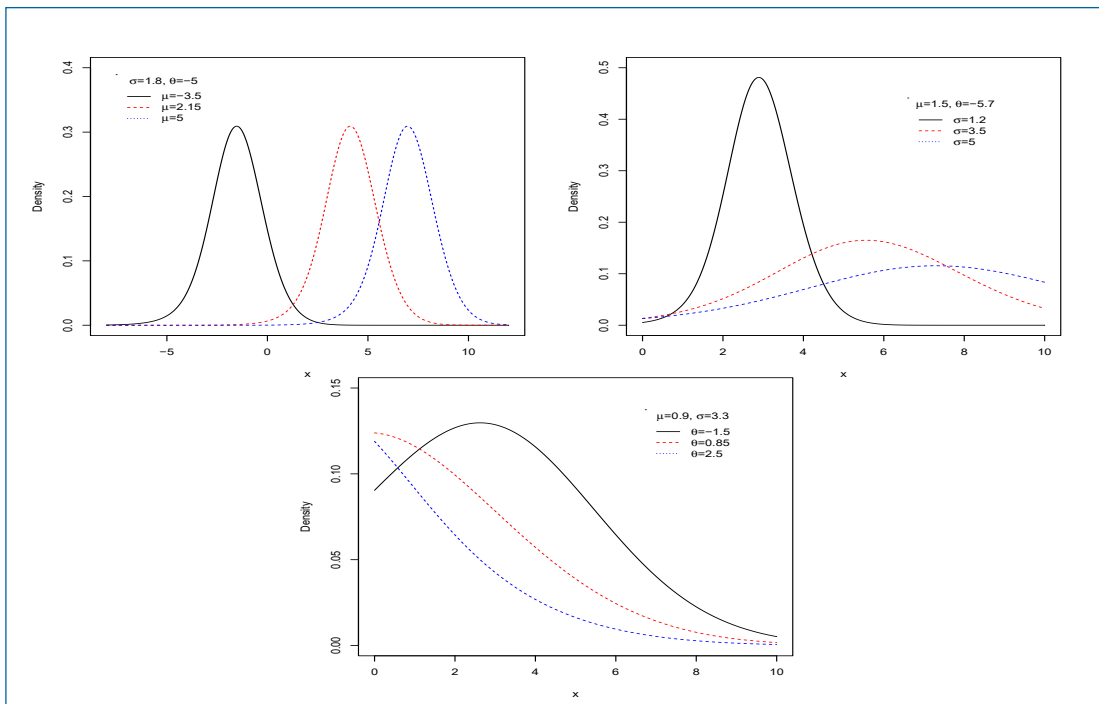 σ=1.8, θ=−5
μ=−3.5
μ=2.15
μ=5
Density
0.4
0.3
0.2
0.1
0.0
−5 0 5 10
x
μ=1.5, θ=−5.7
σ=1.2
σ=3.5
σ=5
Density
0.5
0.4
0.3
0.2
0.1
0.0
0 2 4 6 8 10
x
μ=0.9, σ=3.3
θ=−1.5
θ=0.85
θ=2.5
Density
0.15
0.10
0.05
0.00
0 2 4 6 8 10
x